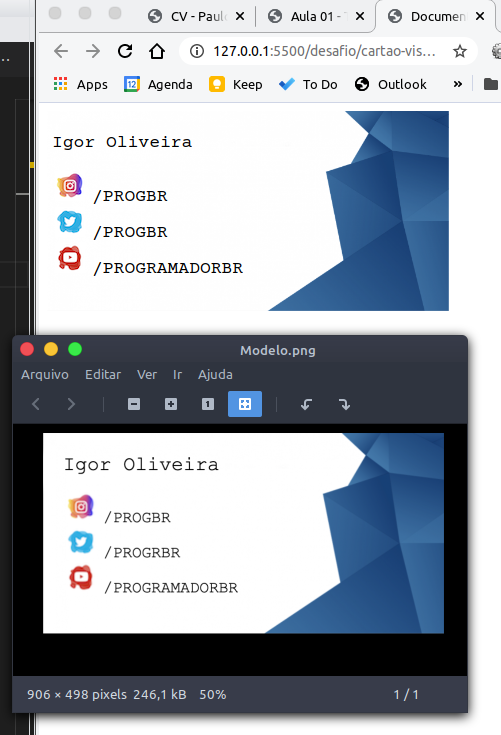 CV - Paulo
Aula 01 - T
Documen
127.0.0.1:5500/desafio/cartao-vis…
Apps
12
Agenda
Keep
To Do
Outlook
»
Igor Oliveira
/PROGBR
/PROGBR
/PROGRAMADORBR
Modelo.png
Arquivo Editar Ver Ir Ajuda
1
Igor Oliveira
/PROGBR
/PROGRBR
/PROGRAMADORBR
906 × 498 pixels 246,1 kB 50% 1 / 1